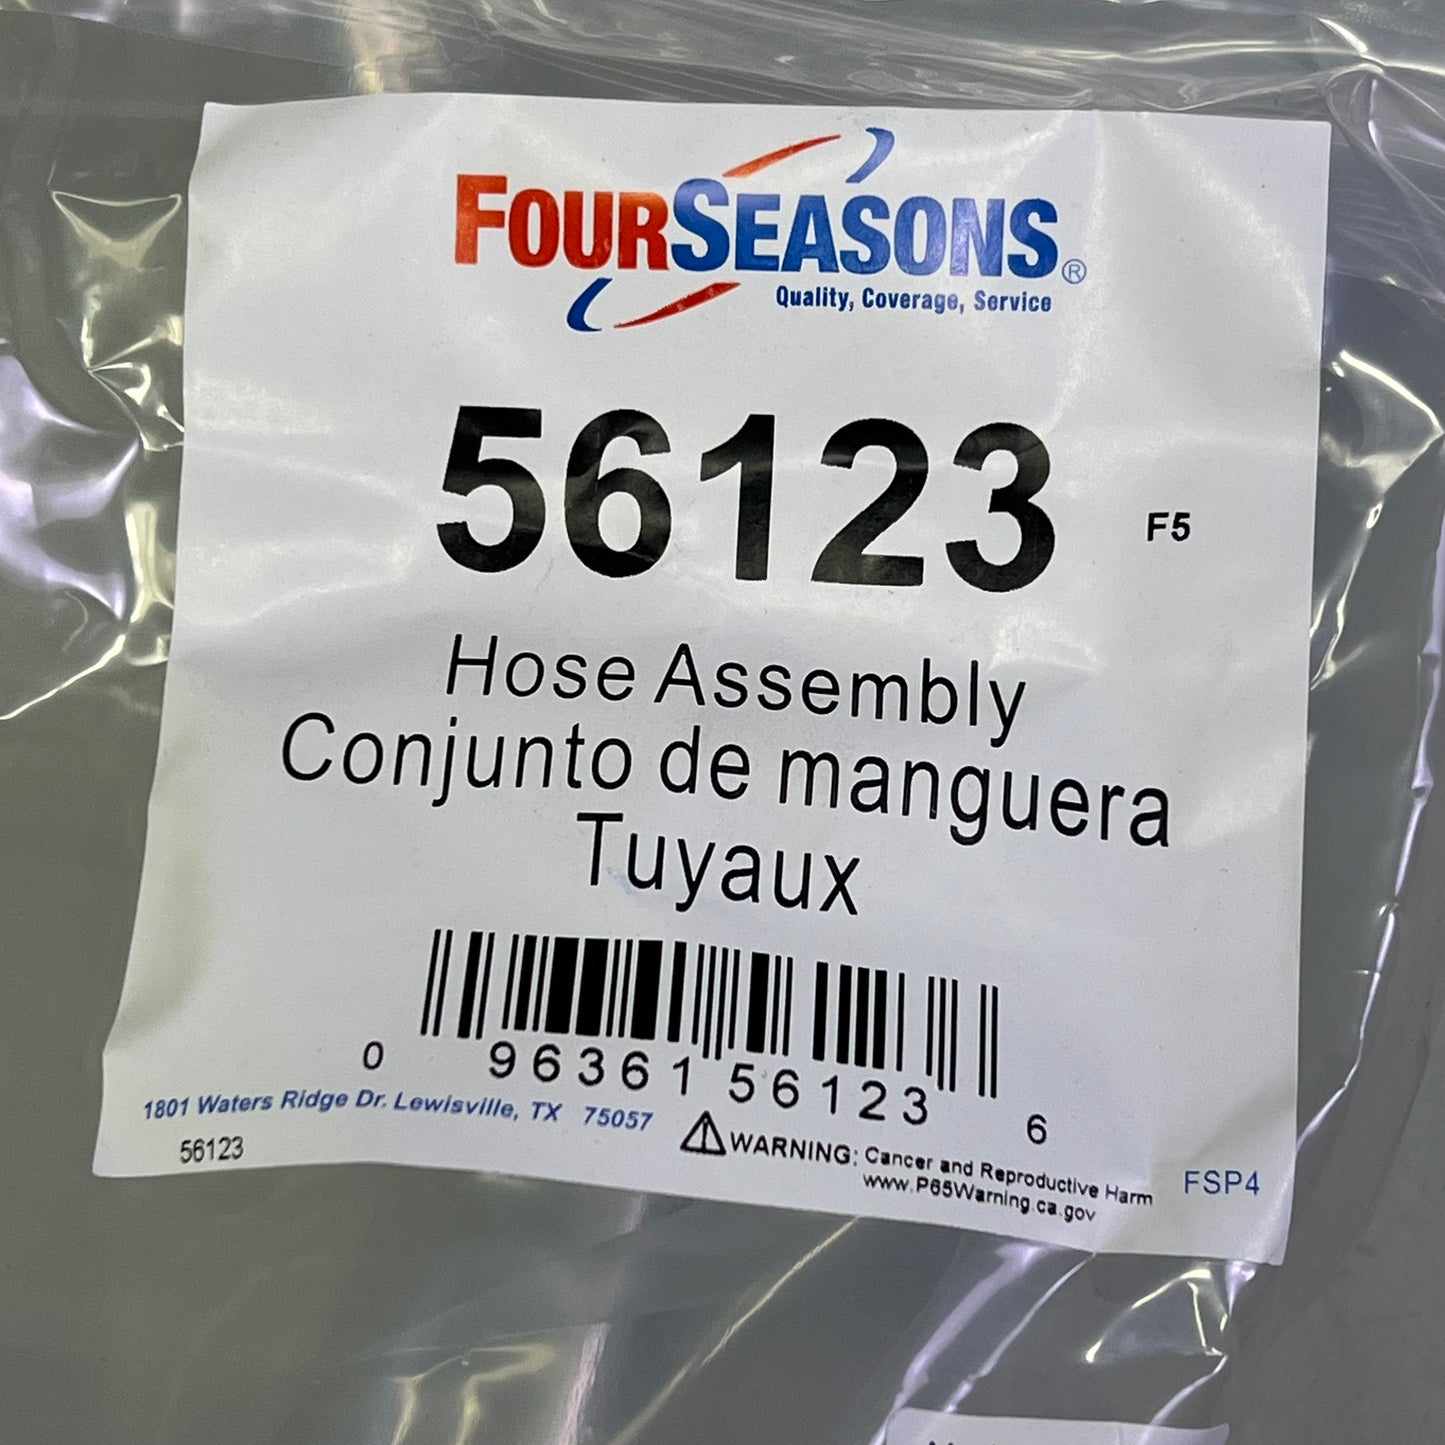 FOURSEASONS®
Quality, Coverage, Service
56123 F5
Hose Assembly
Conjunto de manguera
Tuyaux
0 96361 56123 6
1801 Waters Ridge Dr. Lewisville, TX 75057
56123
WARNING: Cancer and Reproductive Harm
www.P65Warning.ca.gov
FSP4